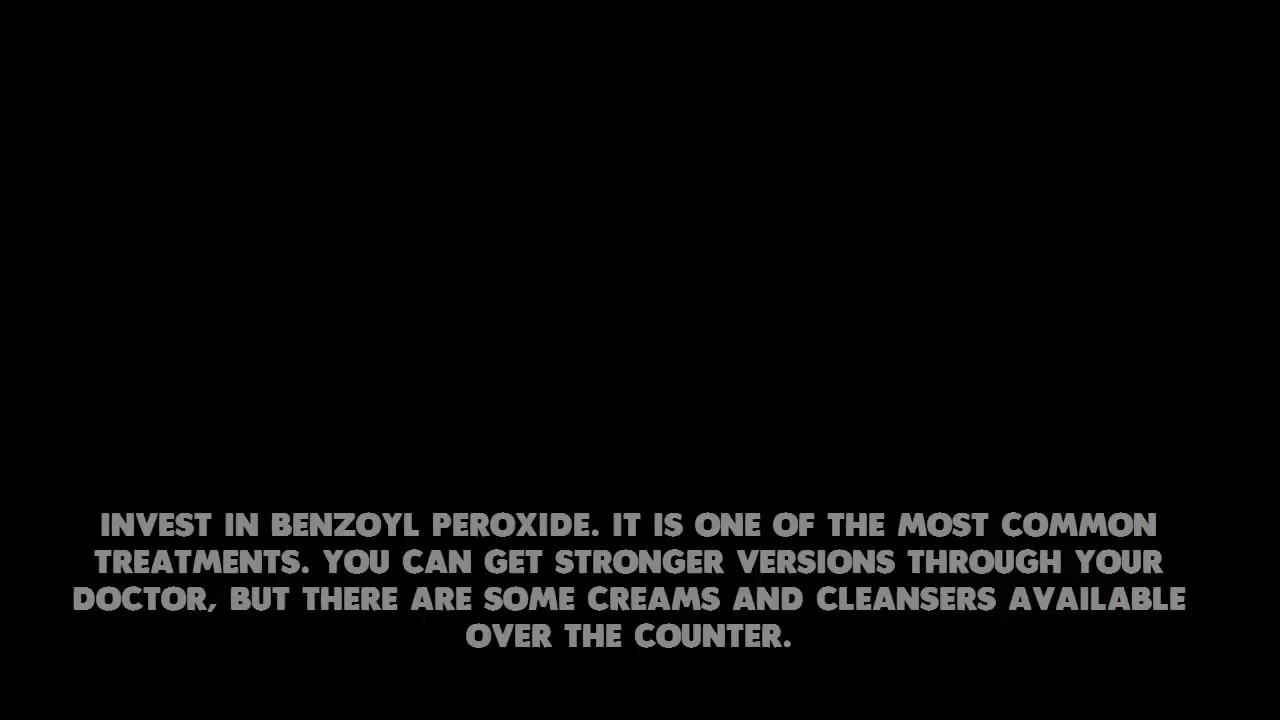 INVEST IN BENZOYL PEROXIDE. IT IS ONE OF THE MOST COMMON
TREATMENTS. YOU CAN GET STRONGER VERSIONS THROUGH YOUR
DOCTOR, BUT THERE ARE SOME CREAMS AND CLEANSERS AVAILABLE
OVER THE COUNTER.